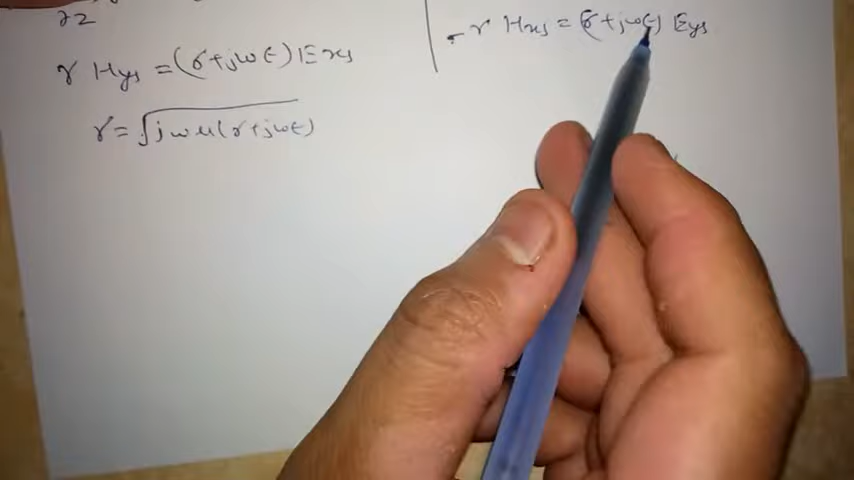 ∂z
γ Hys = (σ+jωϵ) Exs
γ = √jωμ(σ+jωϵ)
-γ Hxs = (σ+jωϵ) Eys